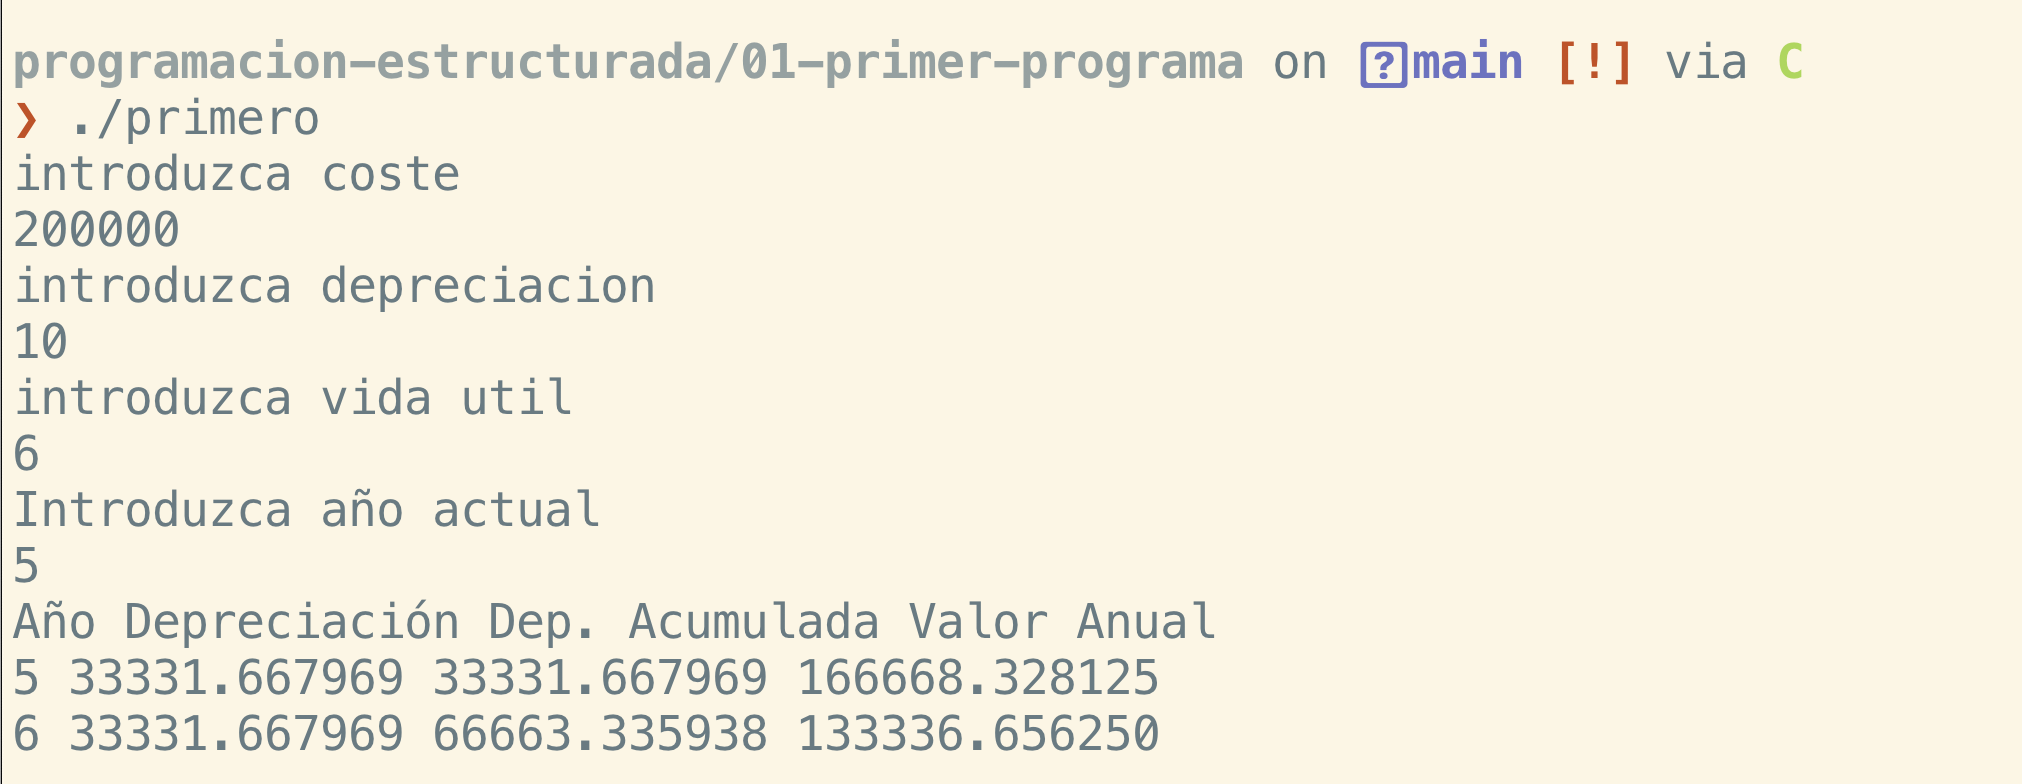 programacion-estructurada/01-primer-programa on ?main [!] via C
❯ ./primero
introduzca coste
200000
introduzca depreciacion
10
introduzca vida util
6
Introduzca año actual
5
Año Depreciación Dep. Acumulada Valor Anual
5 33331.667969 33331.667969 166668.328125
6 33331.667969 66663.335938 133336.656250